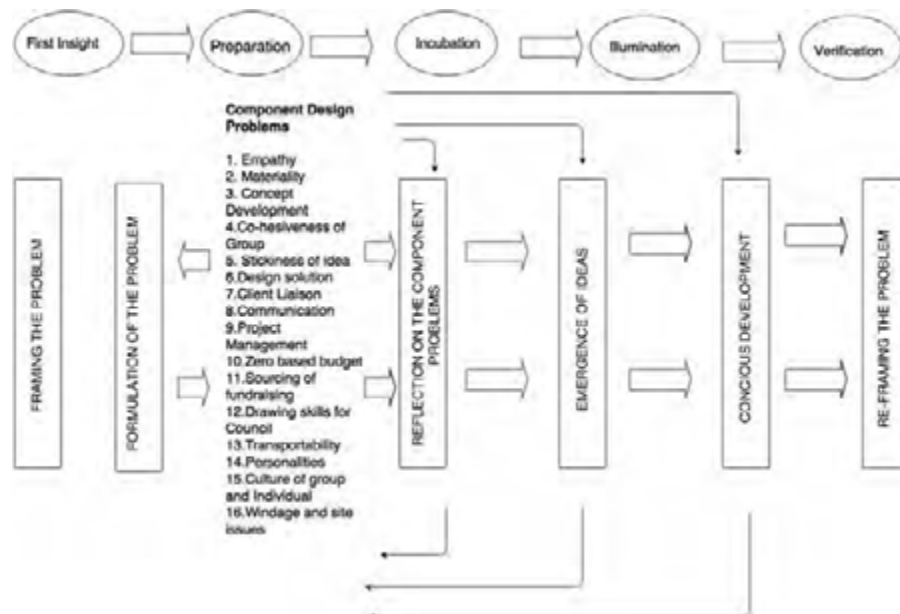 First Insight
Preparation
Incubation
Illumination
Verification
Component Design
Problems
1. Empathy
2. Materiality
3. Concept
Development
4.Co-hesiveness of
Group
5. Stickiness of Idea
6.Design solution
7.Client Liaison
8.Communication
9.Project
Management
10.Zero based budget
11.Sourcing of
fundraising
12.Drawing skills for
Council
13.Transportability
14.Personalities
15.Culture of group
and Individual
16.Windage and site
issues
FRAMING THE PROBLEM
FORMULATION OF THE PROBLEM
REFLECTION ON THE COMPONENT
PROBLEMS
EMERGENCE OF IDEAS
CONCIOUS DEVELOPMENT
RE-FRAMING THE PROBLEM